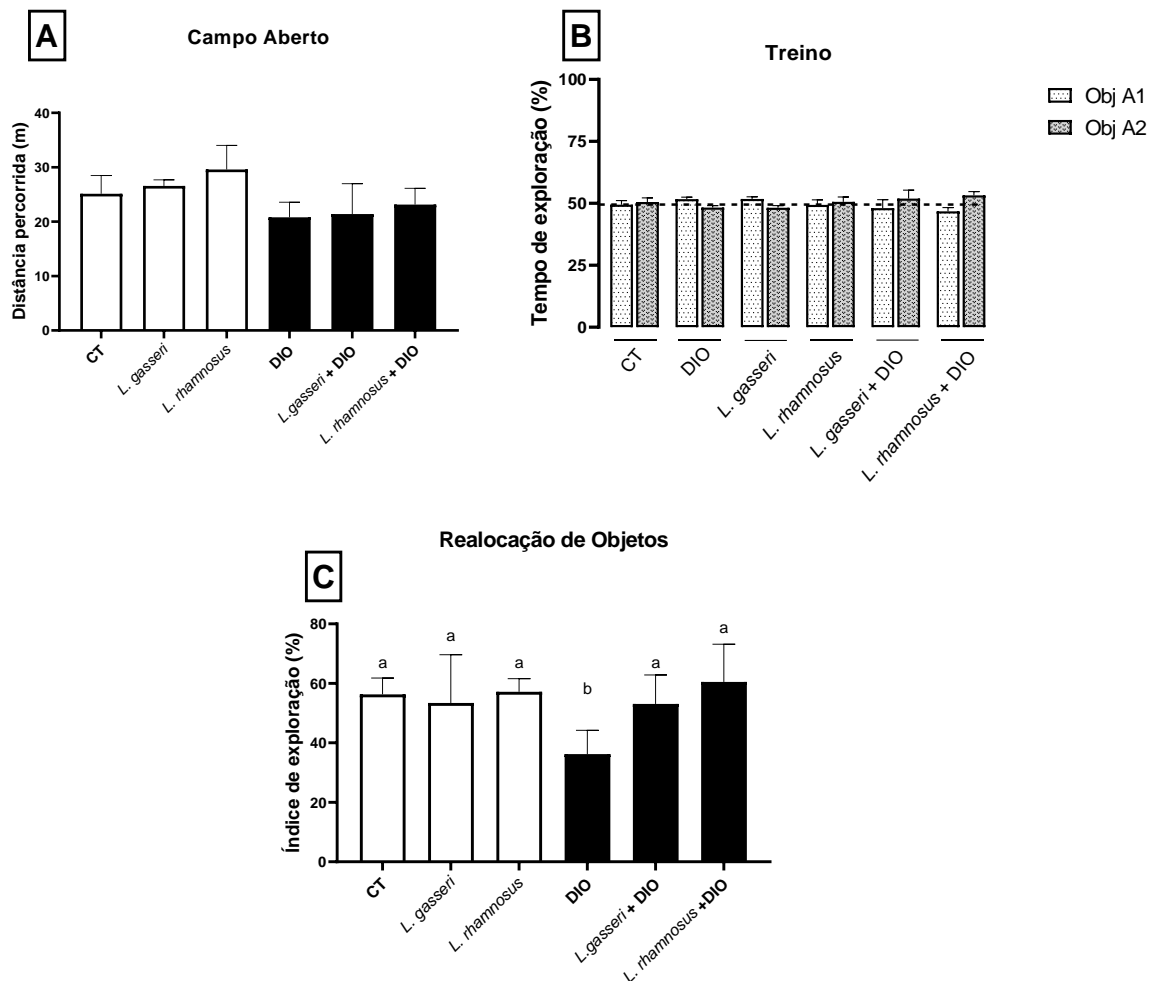 A
Campo Aberto
Distância percorrida (m)
40
30
20
10
0
CT
L. gasseri
L. rhamnosus
DIO
L.gasseri + DIO
L. rhamnosus + DIO
B
Treino
Tempo de exploração (%)
100
75
50
25
0
CT
DIO
L. gasseri
L. rhamnosus
L. gasseri + DIO
L. rhamnosus + DIO
Obj A1
Obj A2
C
Realocação de Objetos
Índice de exploração (%)
80
60
40
20
0
a
a
a
b
a
a
CT
L. gasseri
L. rhamnosus
DIO
L.gasseri + DIO
L. rhamnosus +DIO